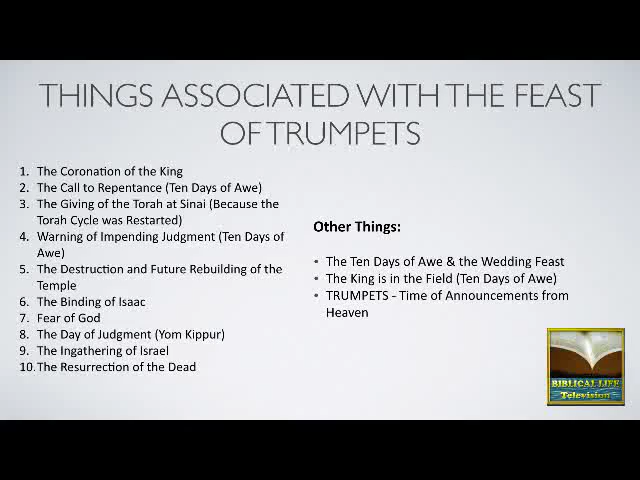 THINGS ASSOCIATED WITH THE FEAST
OF TRUMPETS
1. The Coronation of the King
2. The Call to Repentance (Ten Days of Awe)
3. The Giving of the Torah at Sinai (Because the
Torah Cycle was Restarted)
4. Warning of Impending Judgment (Ten Days of
Awe)
5. The Destruction and Future Rebuilding of the
Temple
6. The Binding of Isaac
7. Fear of God
8. The Day of Judgment (Yom Kippur)
9. The Ingathering of Israel
10. The Resurrection of the Dead
Other Things:
• The Ten Days of Awe & the Wedding Feast
• The King is in the Field (Ten Days of Awe)
• TRUMPETS - Time of Announcements from
Heaven
BIBLICAL LIFE
Television